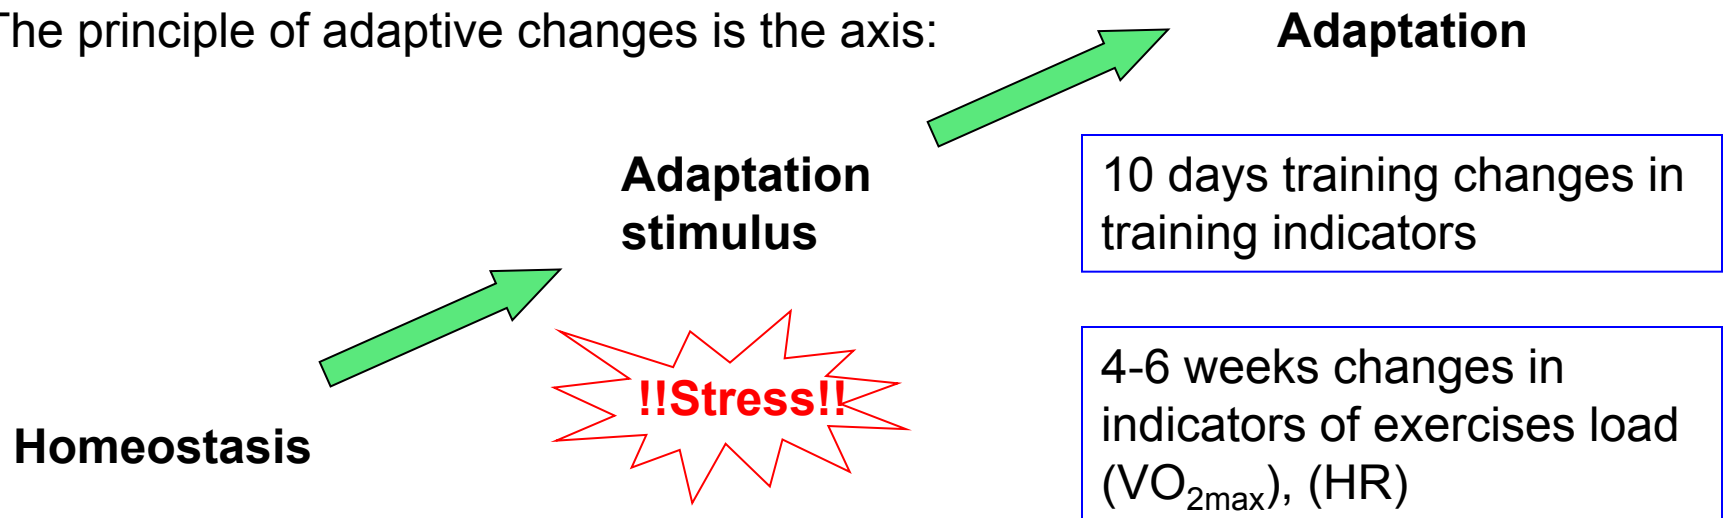 The principle of adaptive changes is the axis:
Adaptation
Adaptation
stimulus
10 days training changes in
training indicators
!!Stress!!
Homeostasis
4-6 weeks changes in
indicators of exercises load
(VO2max), (HR)